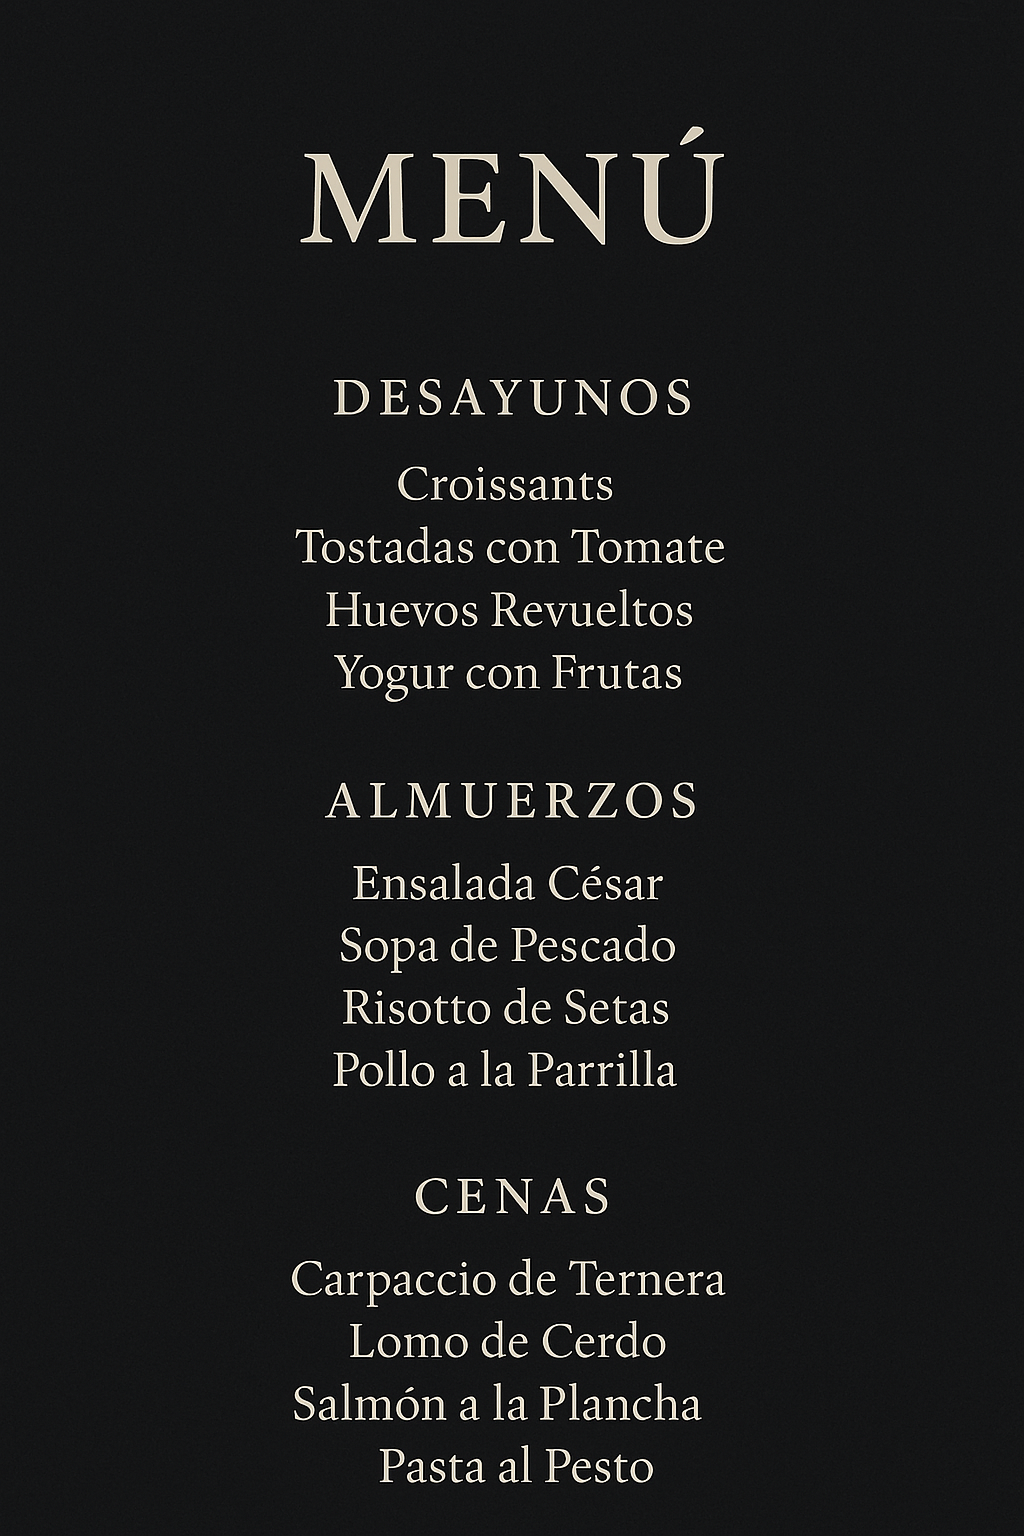 MENÚ
DESAYUNOS
Croissants
Tostadas con Tomate
Huevos Revueltos
Yogur con Frutas
ALMUERZOS
Ensalada César
Sopa de Pescado
Risotto de Setas
Pollo a la Parrilla
CENAS
Carpaccio de Ternera
Lomo de Cerdo
Salmón a la Plancha
Pasta al Pesto